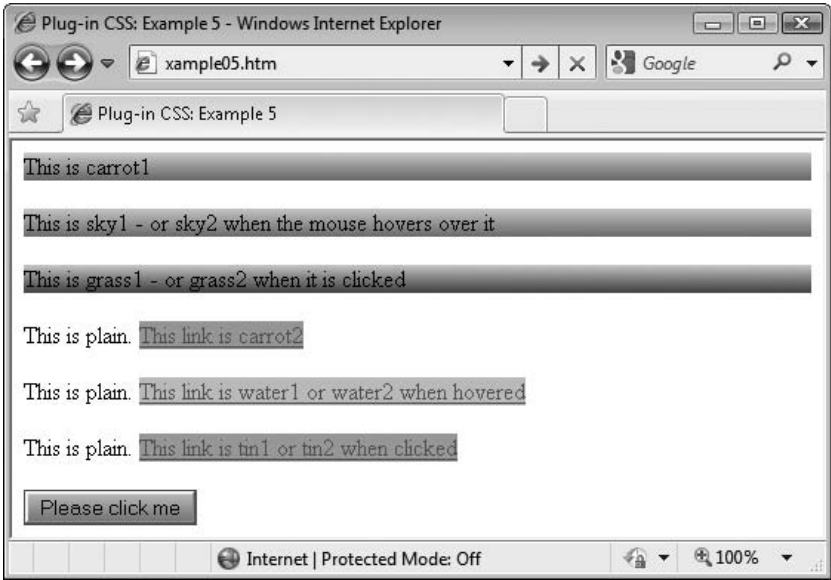 Plug-in CSS: Example 5 - Windows Internet Explorer
xample05.htm
Google
Plug-in CSS: Example 5
This is carrot1
This is sky1 - or sky2 when the mouse hovers over it
This is grass1 - or grass2 when it is clicked
This is plain. This link is carrot2
This is plain. This link is water1 or water2 when hovered
This is plain. This link is tin1 or tin2 when clicked
Please click me
Internet | Protected Mode: Off
100%